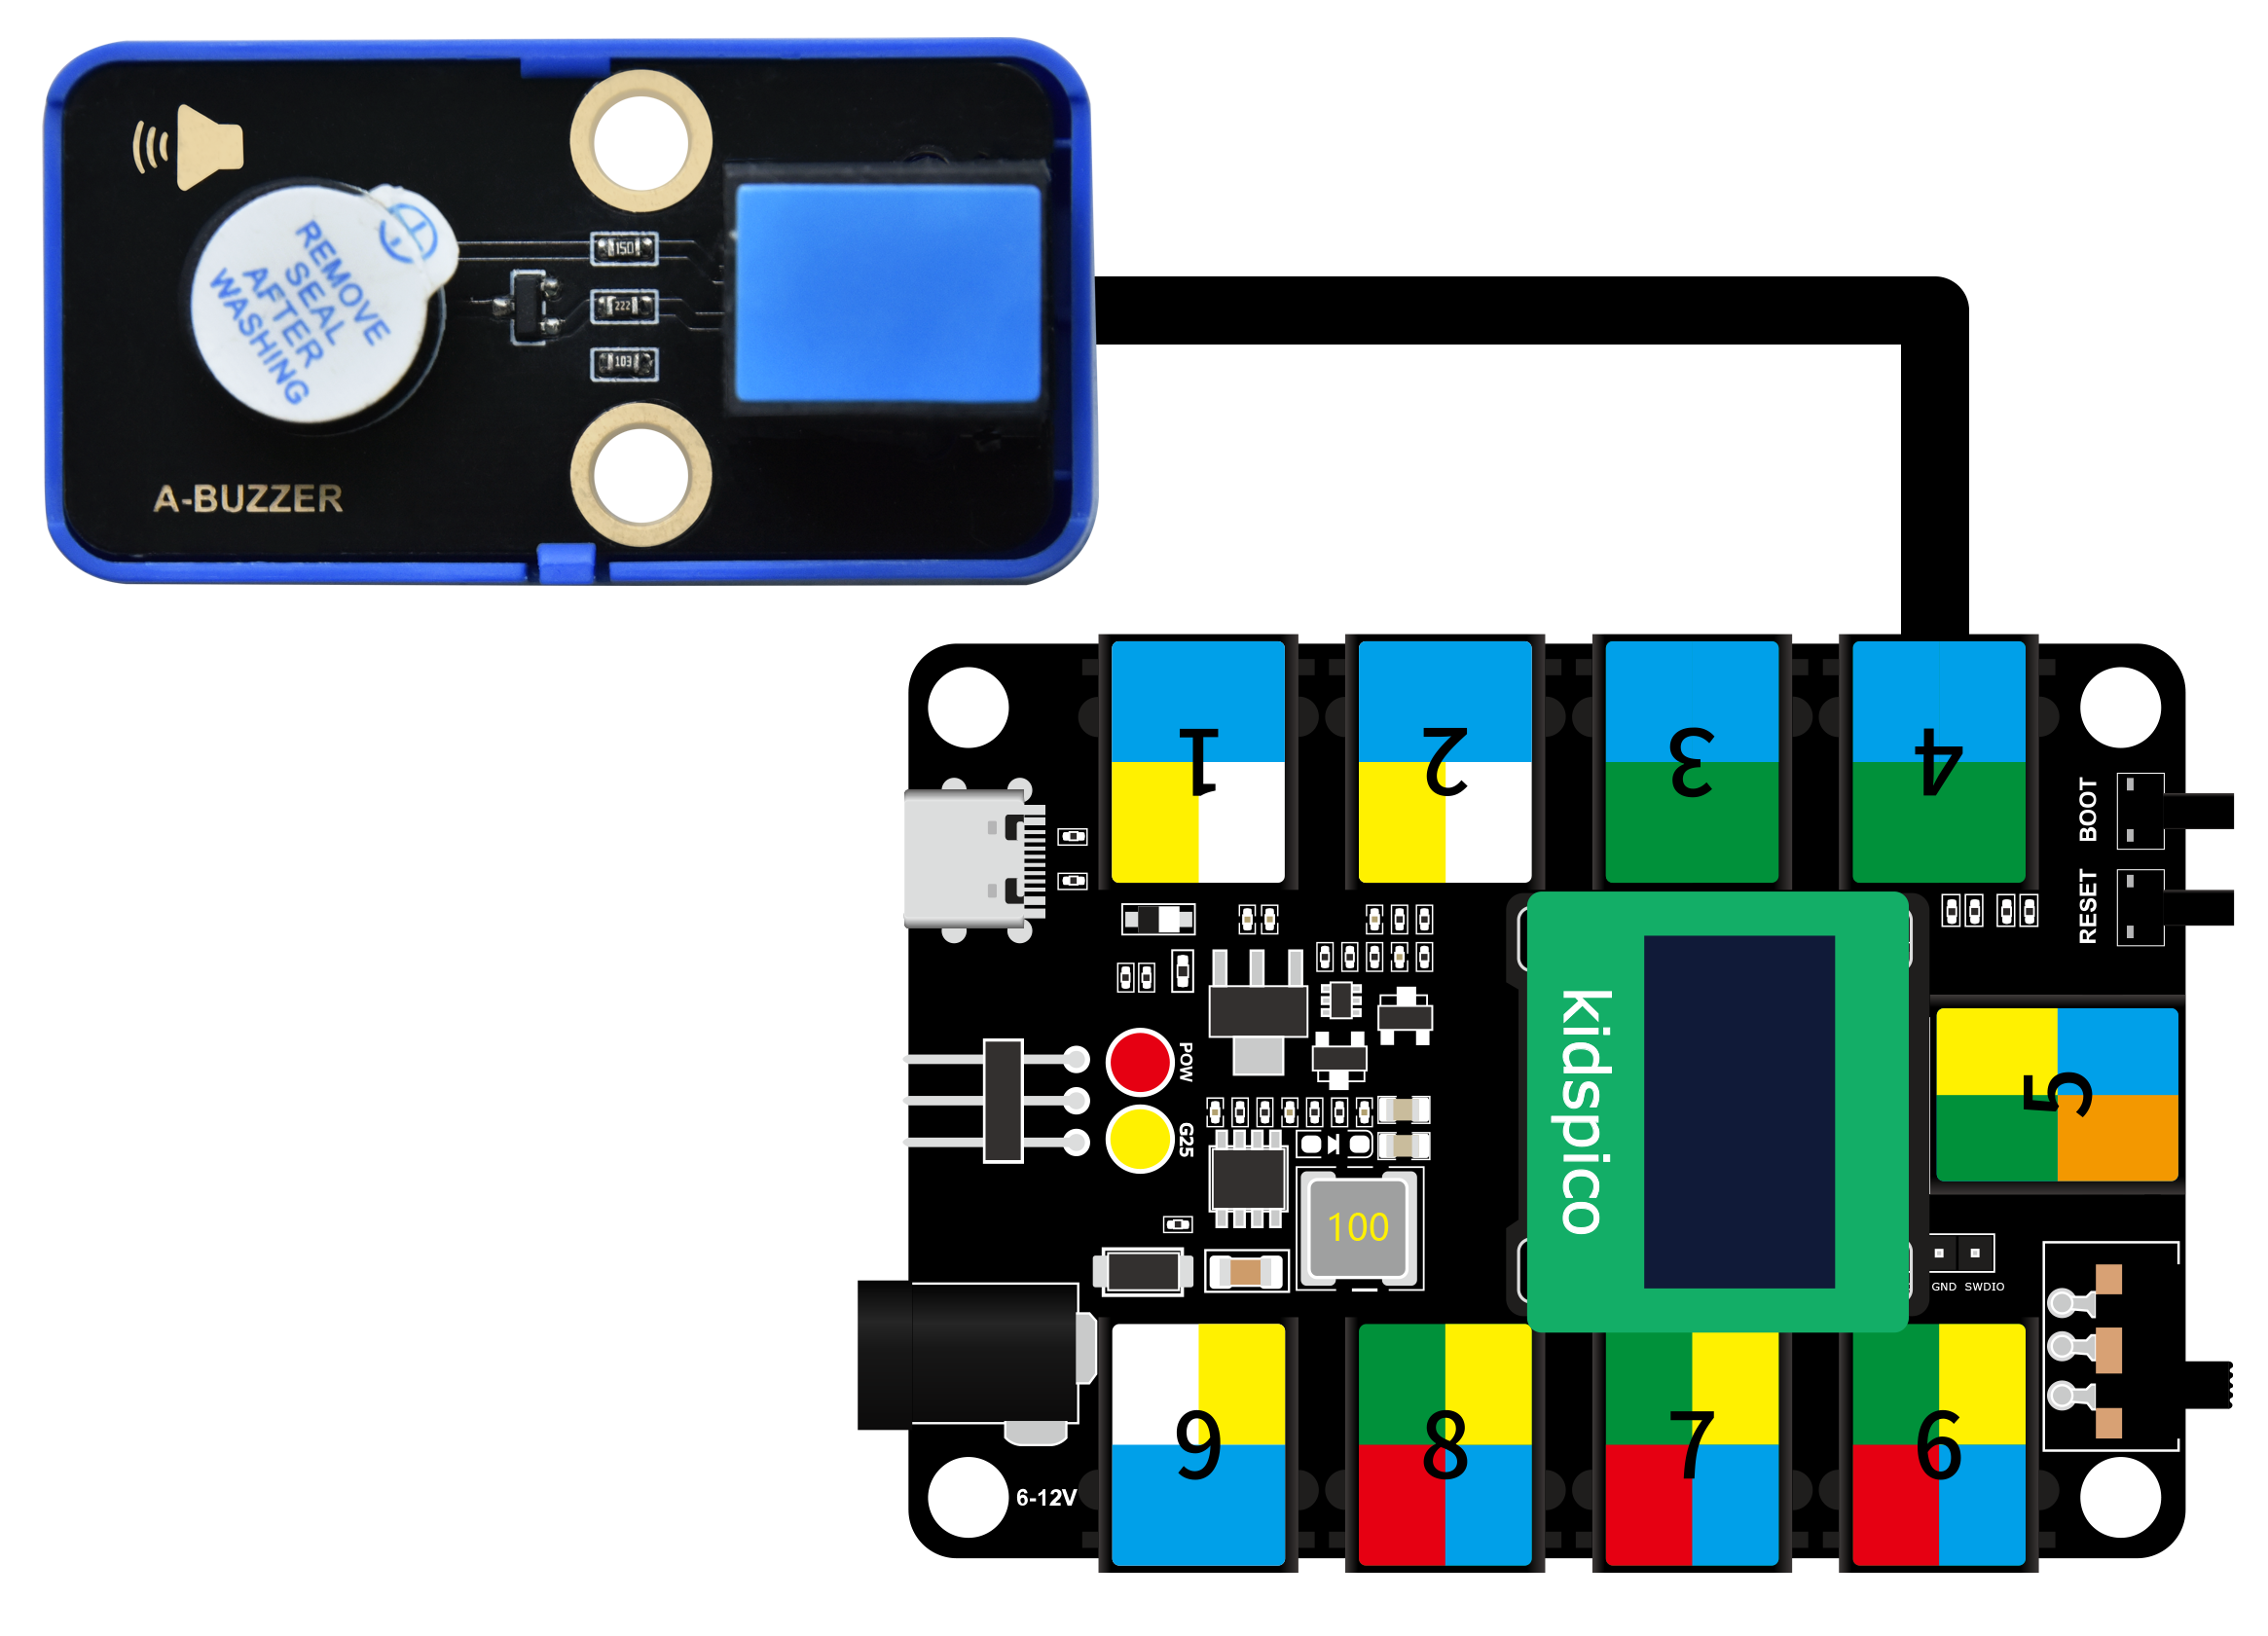 REMOVE
SEAL
AFTER
WASHING
150
222
103
A-BUZZER
1
2
3
4
BOOT
RESET
POW
G25
kidspico
5
100
GND SWDIO
6-12V
9
8
7
6